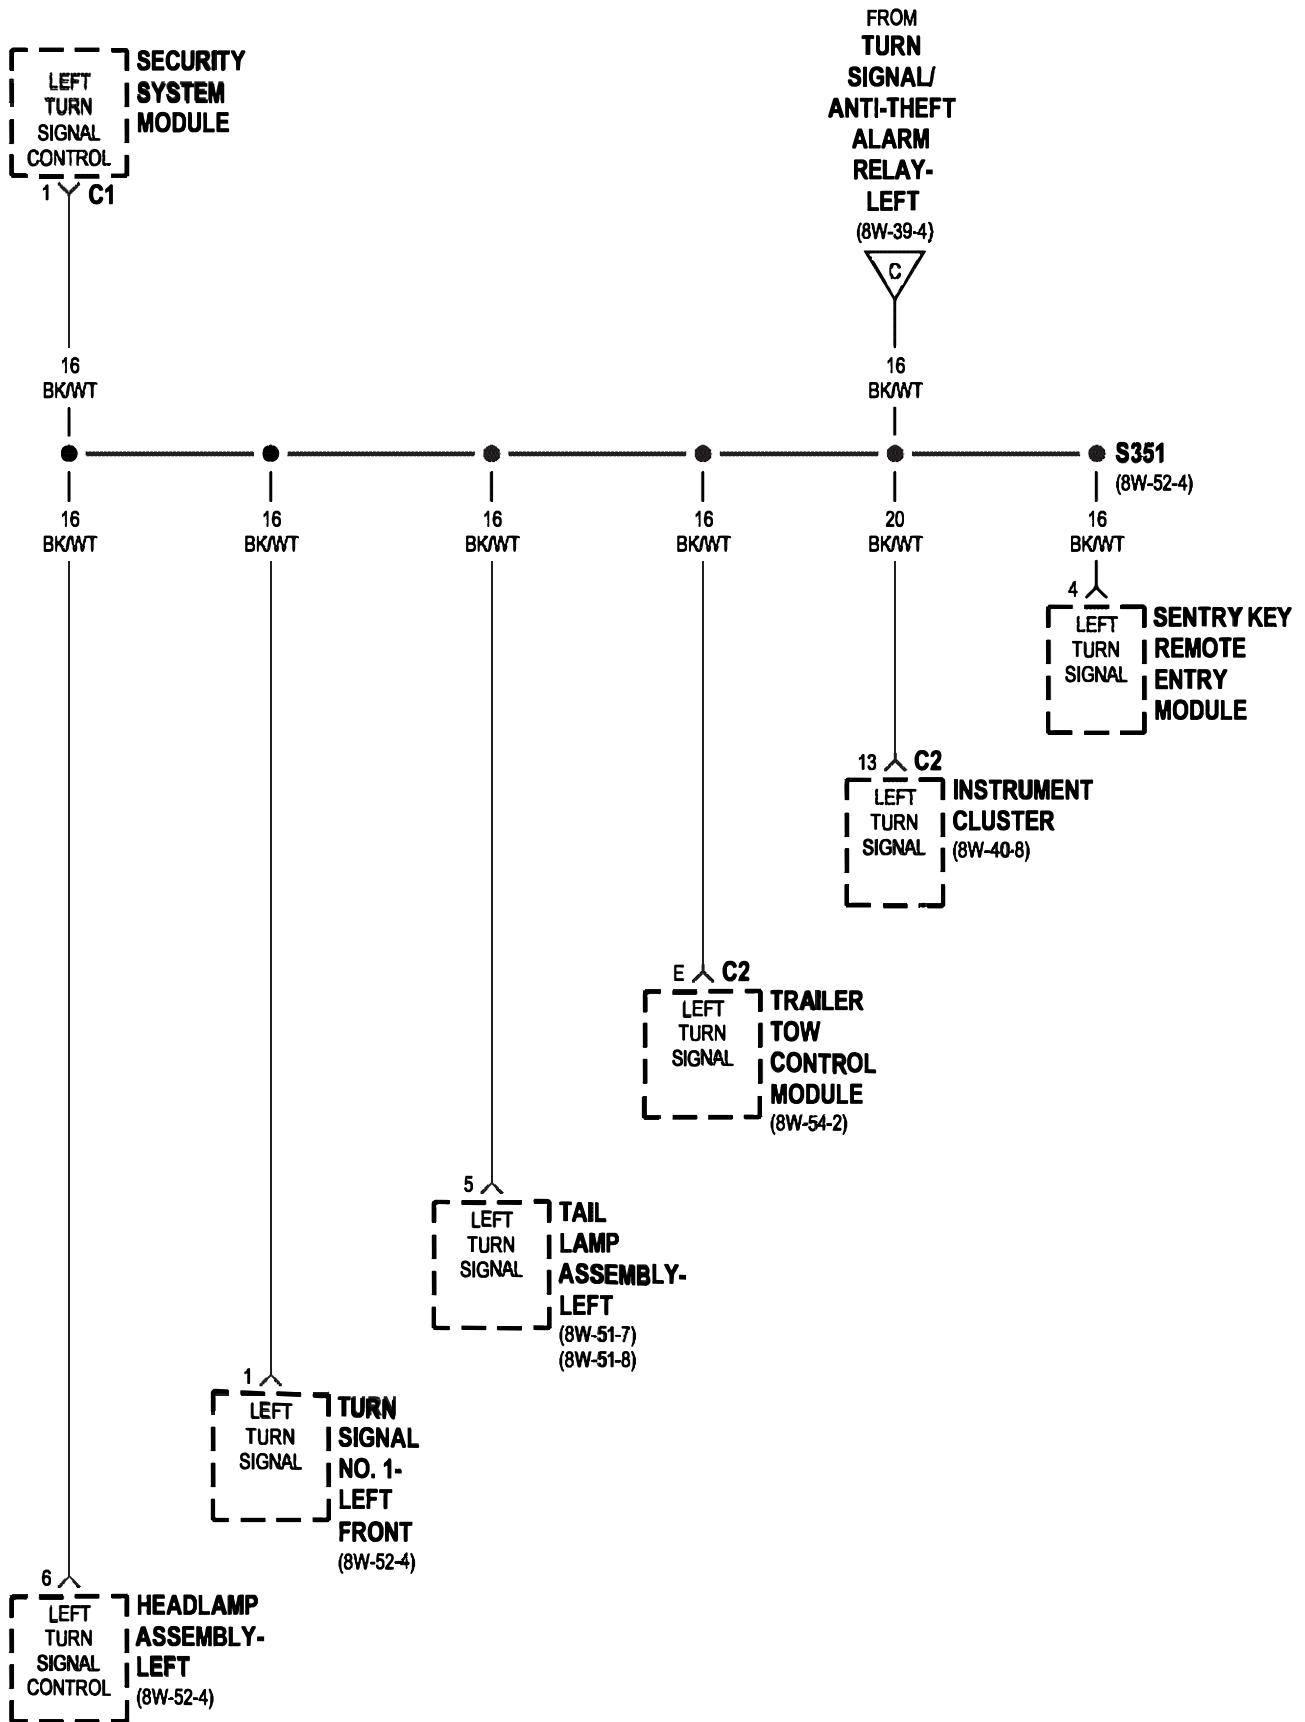 FROM
TURN
SIGNAL/
ANTI-THEFT
ALARM
RELAY-
LEFT
(8W-39-4)
C
SECURITY
SYSTEM
MODULE
LEFT
TURN
SIGNAL
CONTROL
1 C1
16
BK/WT
16
BK/WT
S351
(8W-52-4)
16
BK/WT
16
BK/WT
16
BK/WT
16
BK/WT
20
BK/WT
16
BK/WT
4
LEFT
TURN
SIGNAL
SENTRY KEY
REMOTE
ENTRY
MODULE
13 C2
LEFT
TURN
SIGNAL
INSTRUMENT
CLUSTER
(8W-40-8)
E C2
LEFT
TURN
SIGNAL
TRAILER
TOW
CONTROL
MODULE
(8W-54-2)
5
LEFT
TURN
SIGNAL
TAIL
LAMP
ASSEMBLY-
LEFT
(8W-51-7)
(8W-51-8)
1
LEFT
TURN
SIGNAL
TURN
SIGNAL
NO. 1-
LEFT
FRONT
(8W-52-4)
6
LEFT
TURN
SIGNAL
CONTROL
HEADLAMP
ASSEMBLY-
LEFT
(8W-52-4)